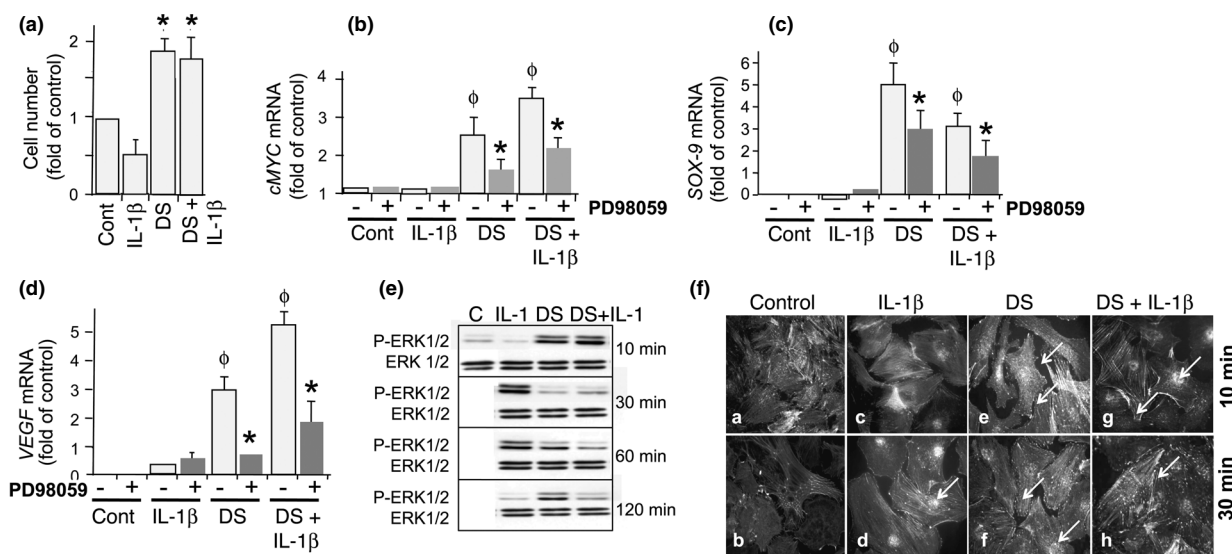 (a)
Cell number
(fold of control)
2
1
0
* *
Cont
IL-1β
DS
DS +
IL-1β
(b)
cMYC mRNA
(fold of control)
4
3
2
1
ϕ * ϕ *
- + - + - + - + PD98059
Cont IL-1β DS DS +
IL-1β
(c)
SOX-9 mRNA
(fold of control)
6
5
4
3
2
1
0
ϕ * ϕ *
- + - + - + - + PD98059
Cont IL-1β DS DS +
IL-1β
(d)
VEGF mRNA
(fold of control)
5
4
3
2
1
0
ϕ * ϕ *
PD98059 - + - + - + - +
Cont IL-1β DS DS +
IL-1β
(e)
C IL-1 DS DS+IL-1
P-ERK1/2
ERK 1/2
10 min
P-ERK1/2
ERK1/2
30 min
P-ERK1/2
ERK1/2
60 min
P-ERK1/2
ERK1/2
120 min
(f)
Control IL-1β DS DS + IL-1β
a c e g
10 min
b d f h
30 min